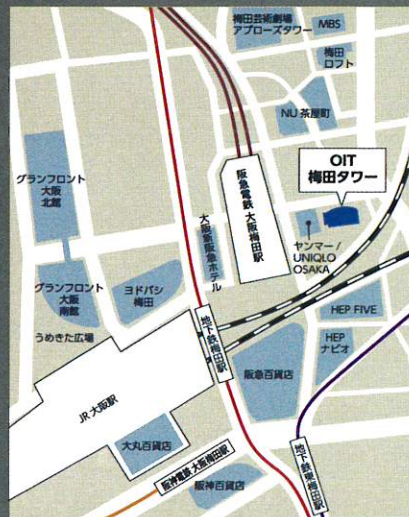 梅田芸術劇場
アプローズタワー
MBS
梅田
ロフト
NU 茶屋町
OIT
梅田タワー
グランフロント
大阪
北館
阪急電鉄 大阪梅田駅
大阪新阪急ホテル
ヤンマー /
UNIQLO
OSAKA
グランフロント
大阪
南館
ヨドバシ
梅田
うめきた広場
地下鉄梅田駅
HEP FIVE
HEP
ナビオ
阪急百貨店
JR 大阪駅
大丸百貨店
阪神電鉄 大阪梅田駅
阪神百貨店
地下鉄東梅田駅